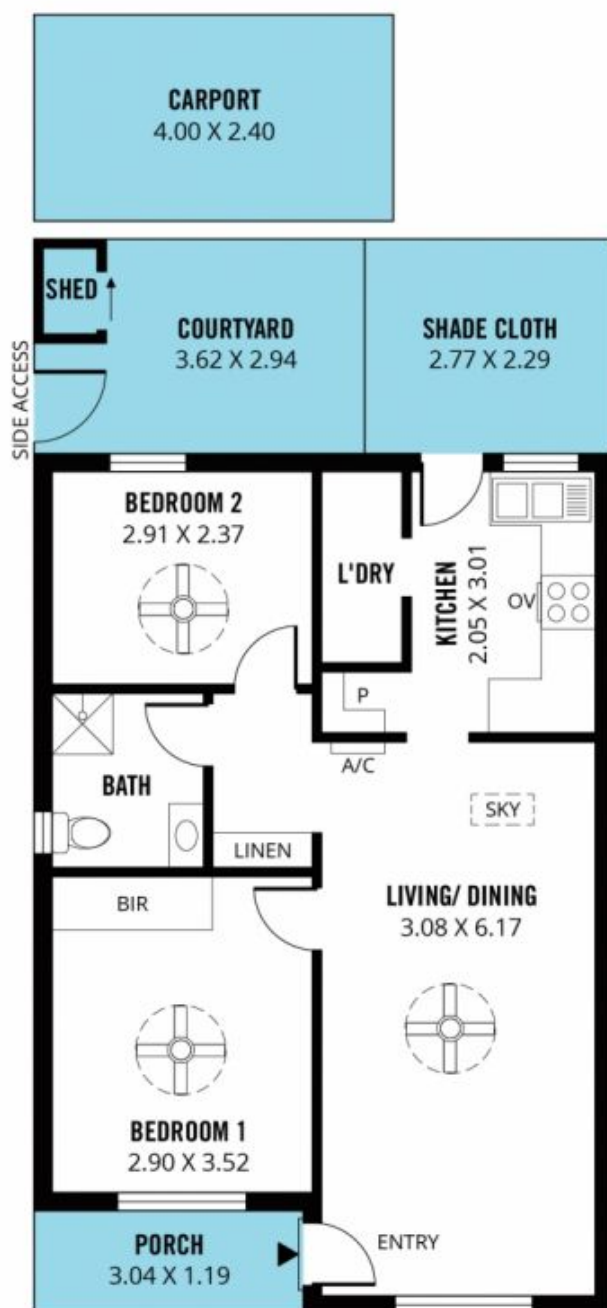 CARPORT
4.00 X 2.40
SHED
COURTYARD
3.62 X 2.94
SHADE CLOTH
2.77 X 2.29
SIDE ACCESS
BEDROOM 2
2.91 X 2.37
L'DRY
KITCHEN
2.05 X 3.01
OV
P
A/C
BATH
SKY
LINEN
LIVING/ DINING
3.08 X 6.17
BIR
BEDROOM 1
2.90 X 3.52
PORCH
3.04 X 1.19
ENTRY